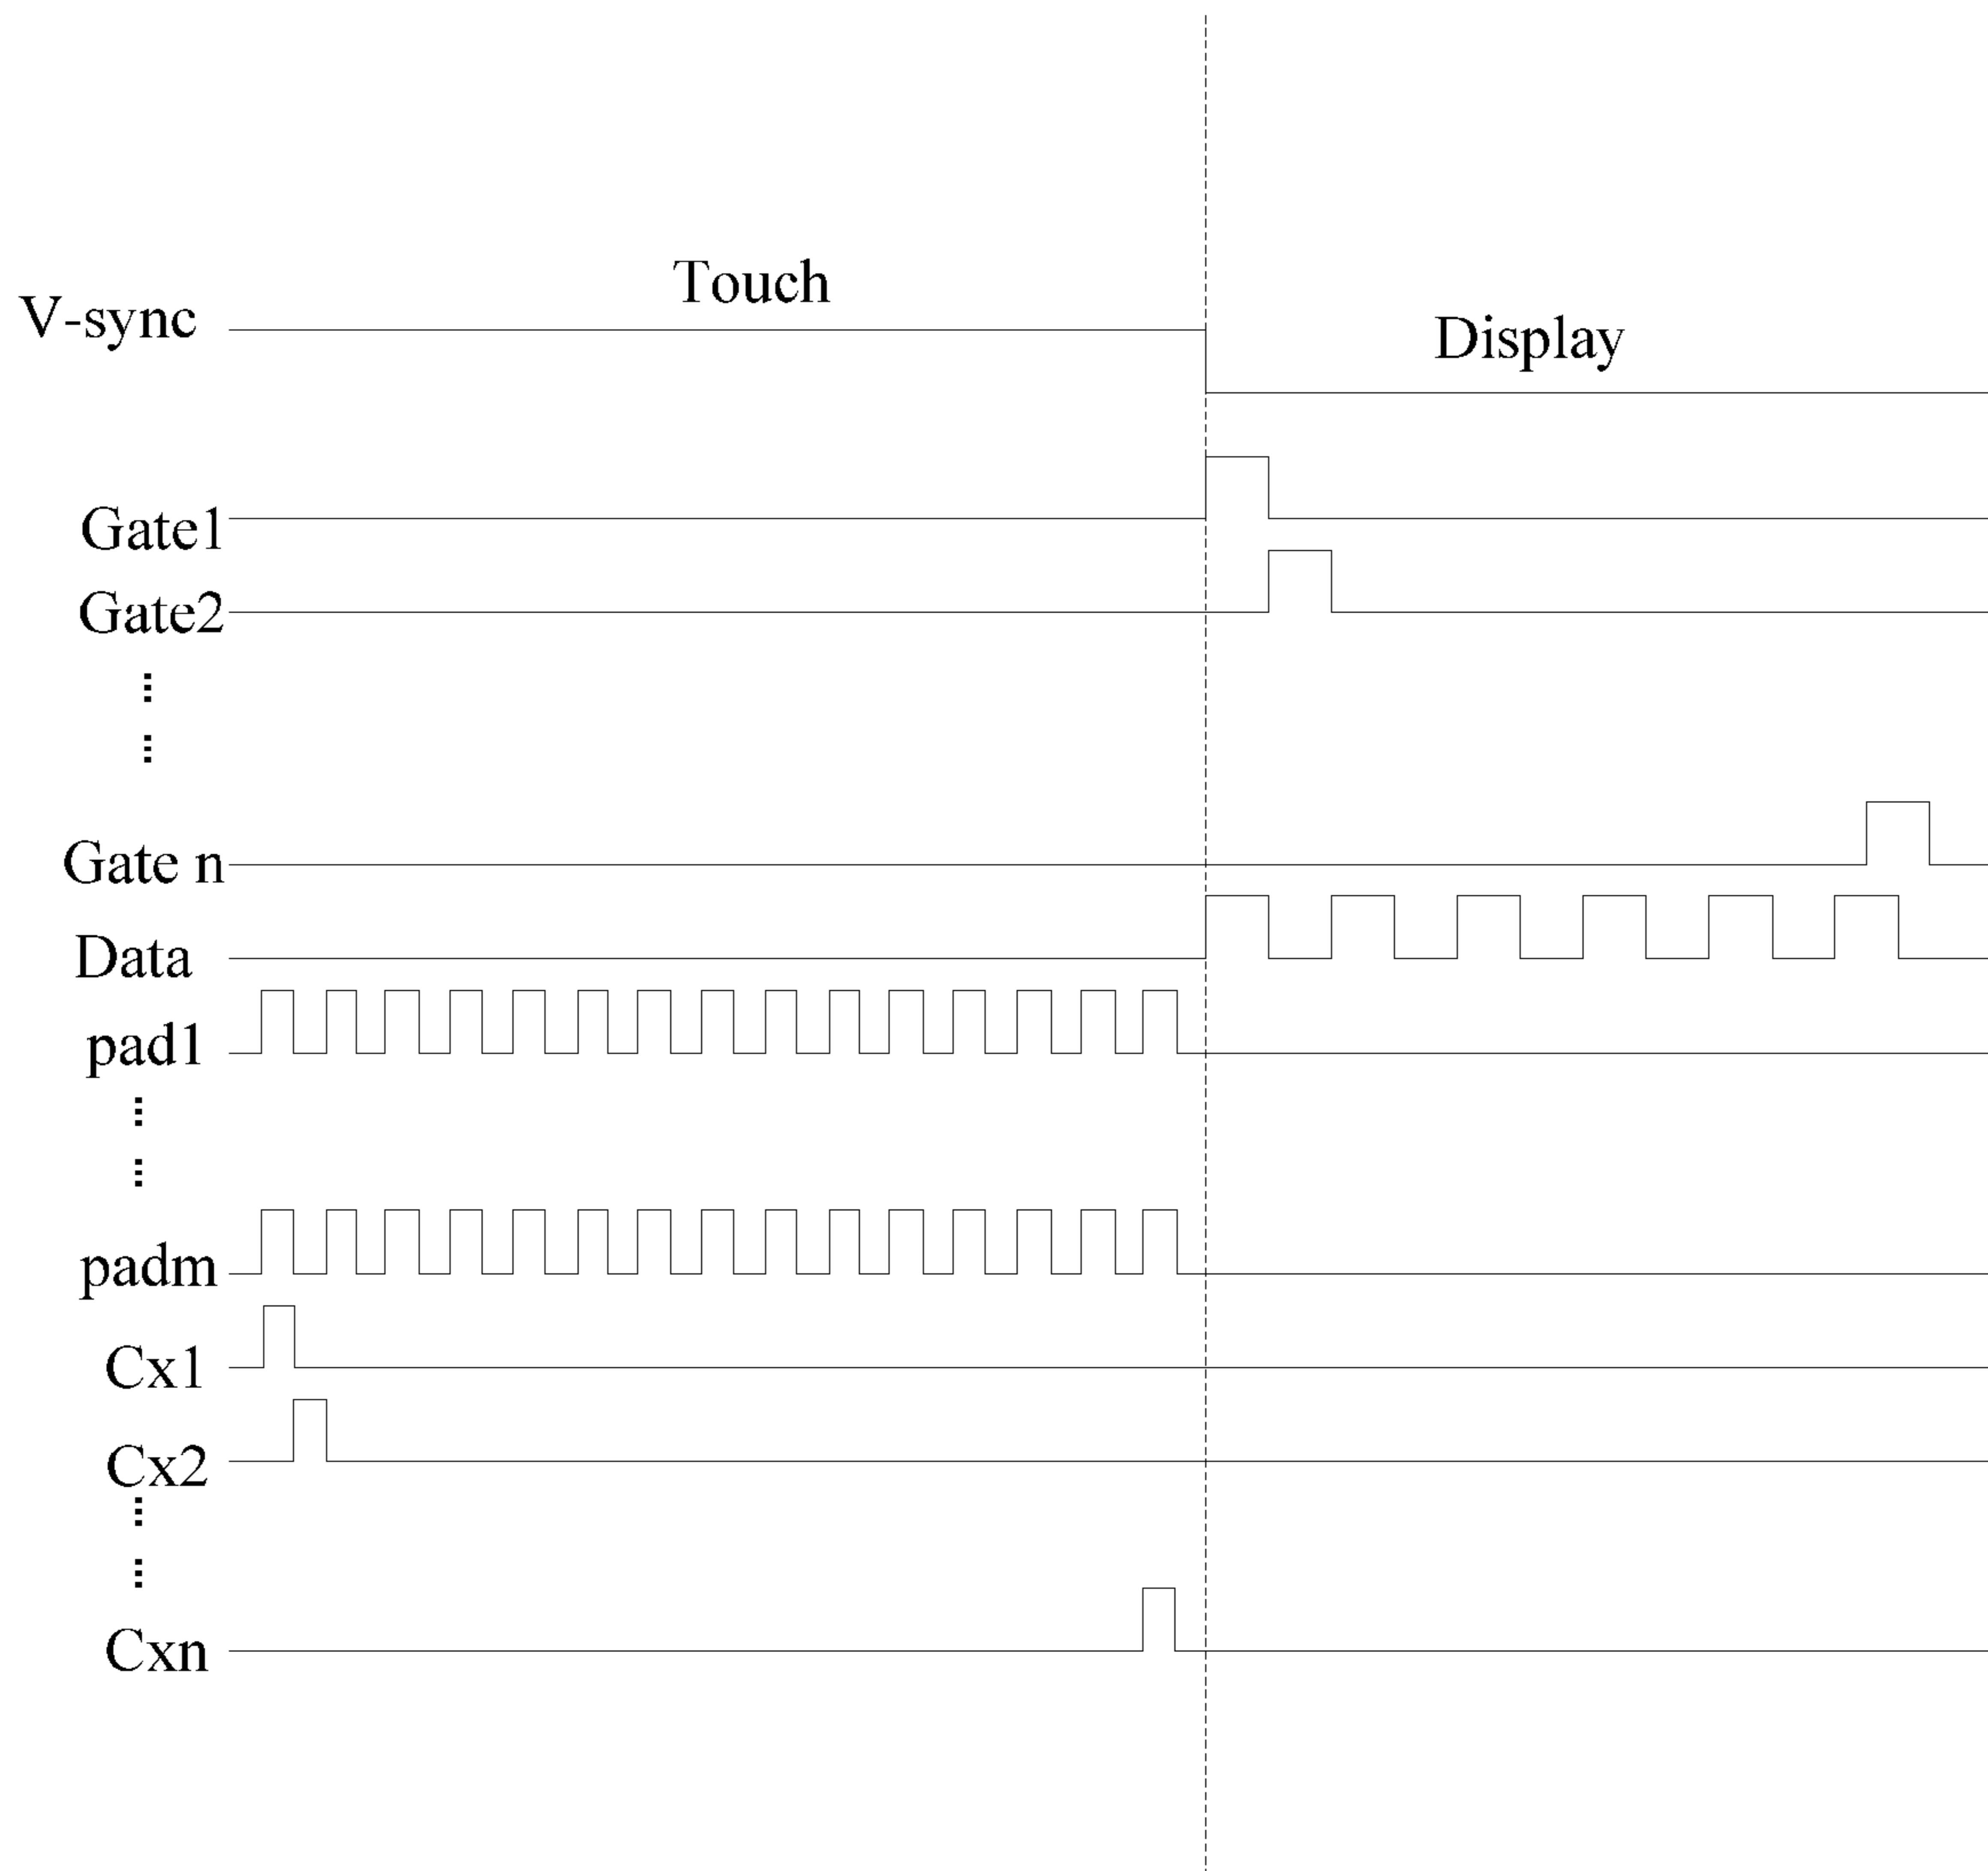 Touch
V-sync
Display
Gate1
Gate2
Gate n
Data
pad1
padm
Cx1
Cx2
Cxn